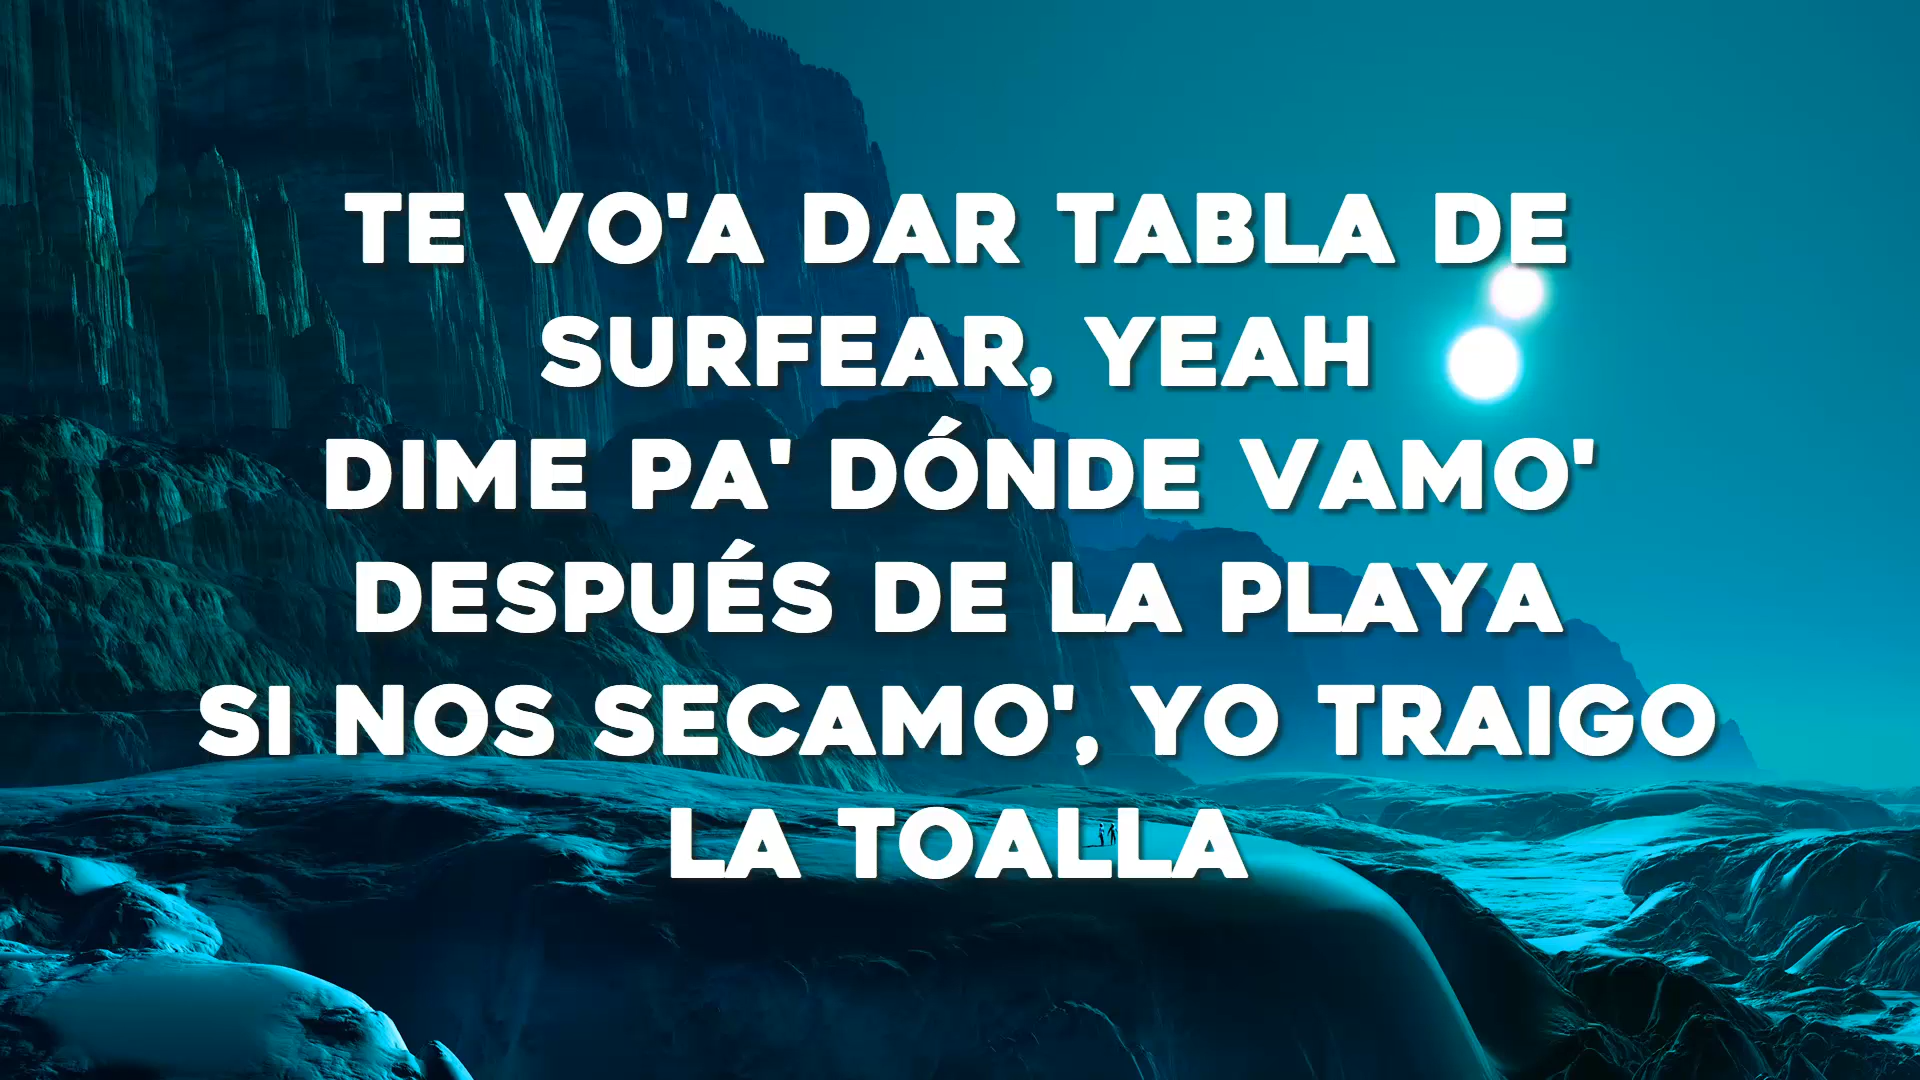 TE VO'A DAR TABLA DE
SURFEAR, YEAH
DIME PA' DÓNDE VAMO'
DESPUÉS DE LA PLAYA
SI NOS SECAMO', YO TRAIGO
LA TOALLA